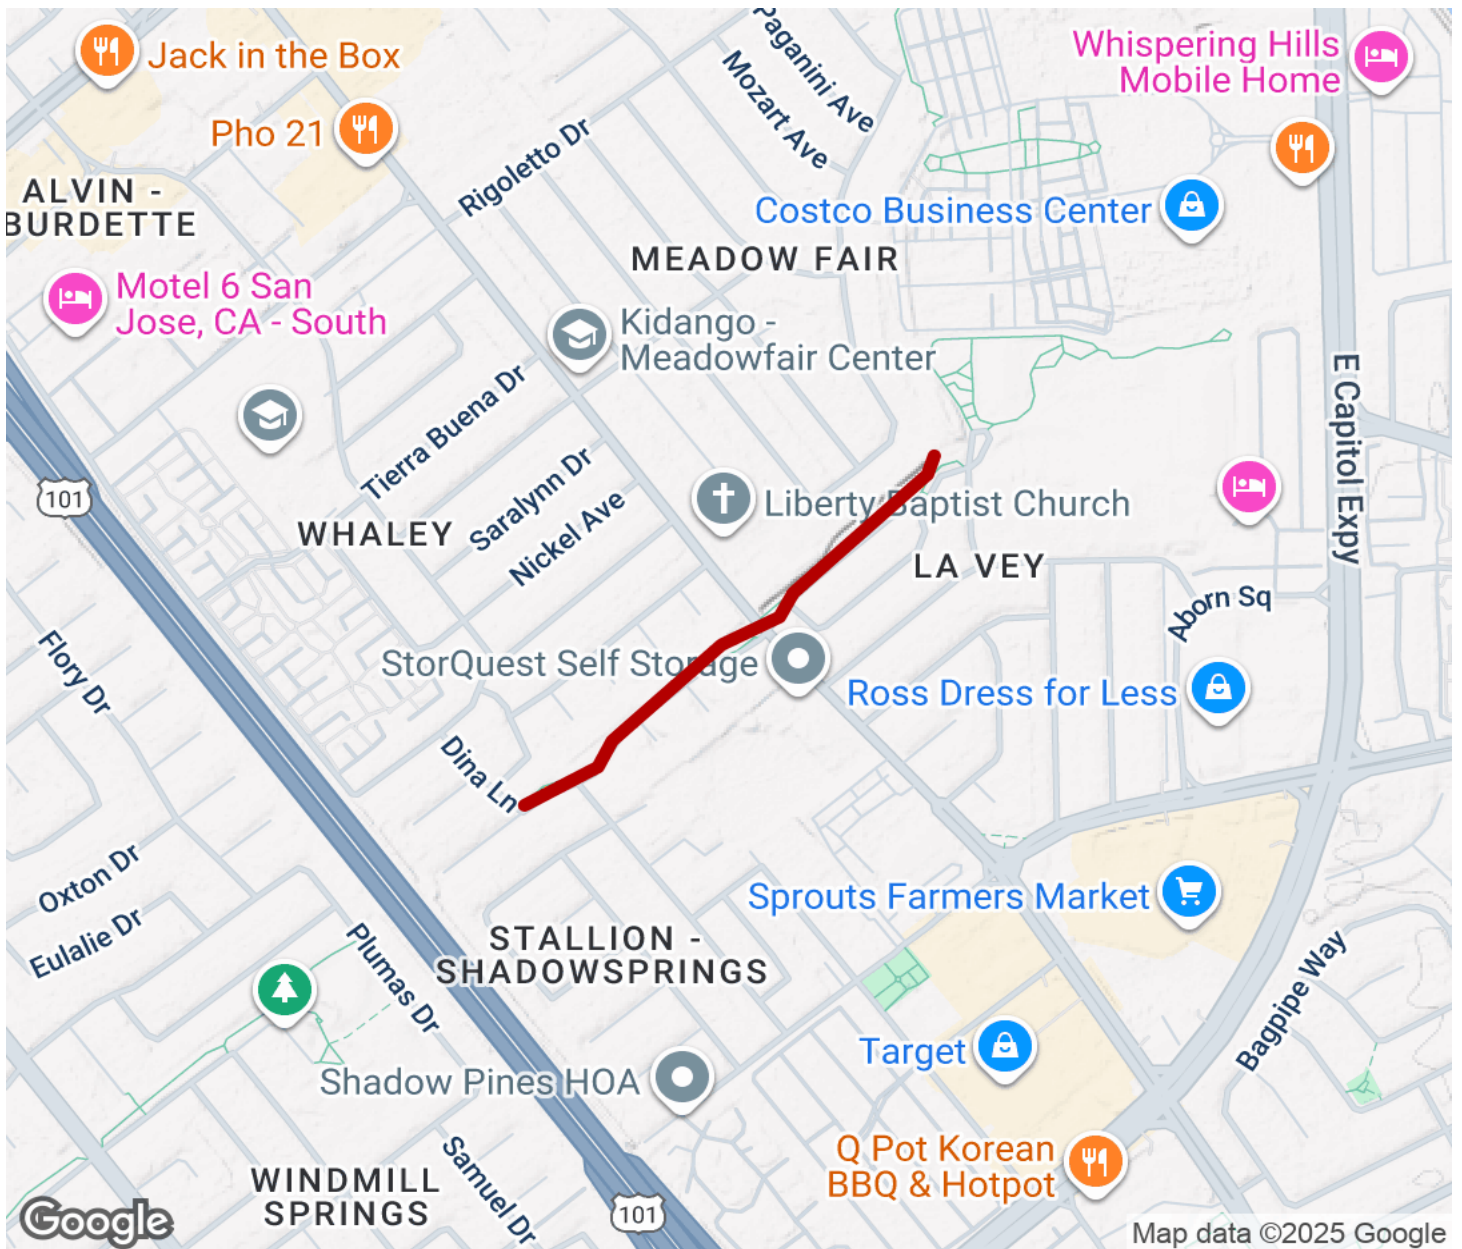 Paganini Ave
Whispering Hills
Mobile Home
Jack in the Box
Mozart Ave
Pho 21
Rigoletto Dr
ALVIN -
BURDETTE
Costco Business Center
MEADOW FAIR
Motel 6 San
Jose, CA - South
Kidango -
Meadowfair Center
E Capitol Expy
Tierra Buena Dr
101
Saralynn Dr
Nickel Ave
Liberty Baptist Church
WHALEY
LA VEY
Aborn Sq
Flory Dr
StorQuest Self Storage
Ross Dress for Less
Dina Ln
Oxton Dr
Sprouts Farmers Market
Eulalie Dr
STALLION -
SHADOWSPRINGS
Plumas Dr
Bagpipe Way
Target
Shadow Pines HOA
Q Pot Korean
BBQ & Hotpot
WINDMILL
SPRINGS
Samuel Dr
101
Google
Map data ©2025 Google